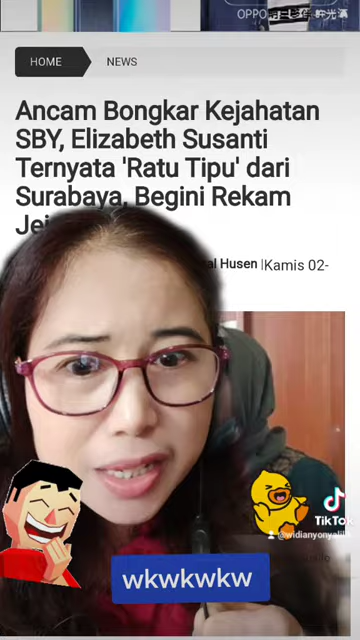 HOME
NEWS
Ancam Bongkar Kejahatan
SBY, Elizabeth Susanti
Ternyata 'Ratu Tipu' dari
Surabaya, Begini Rekam
Husen |Kamis 02-
TikTok
wkwkwkw